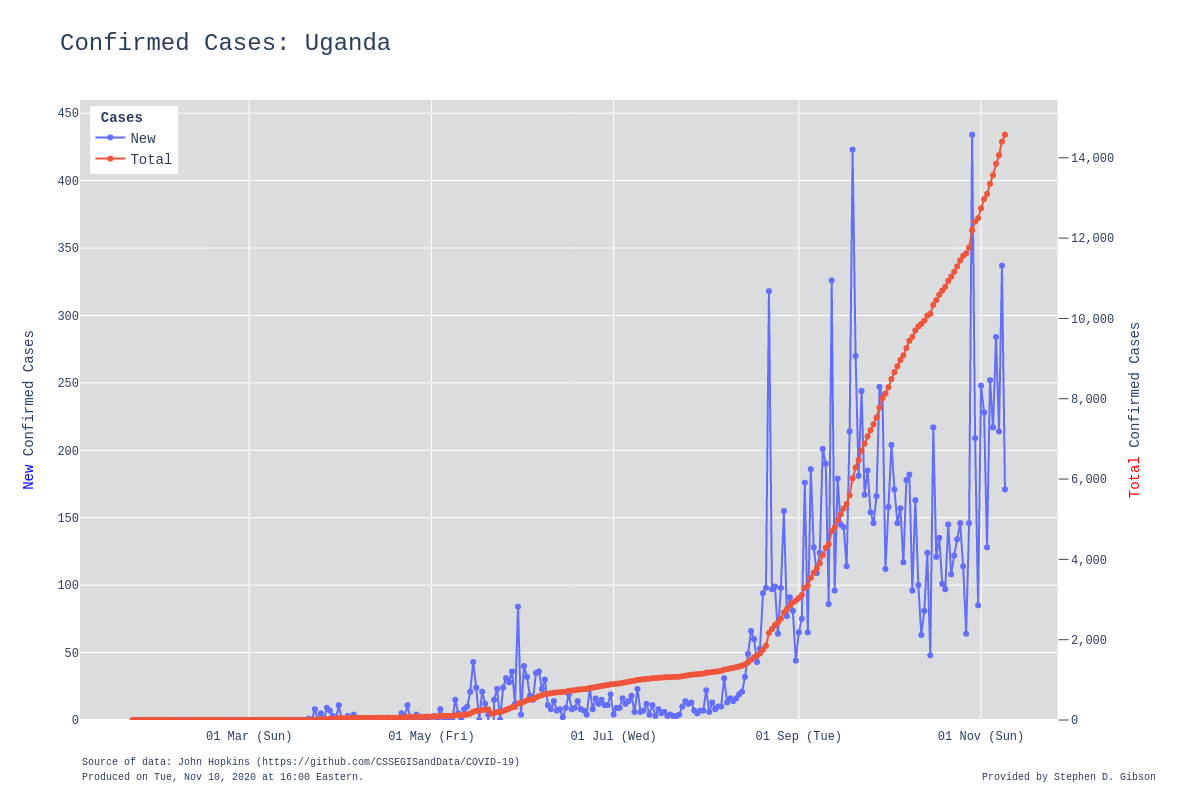 Confirmed Cases: Uganda
Cases
New
Total
450
400
350
300
250
200
150
100
50
0
New Confirmed Cases
14,000
12,000
10,000
8,000
6,000
4,000
2,000
0
Total Confirmed Cases
01 Mar (Sun) 01 May (Fri) 01 Jul (Wed) 01 Sep (Tue) 01 Nov (Sun)
Source of data: John Hopkins (https://github.com/CSSEGISandData/COVID-19)
Produced on Tue, Nov 10, 2020 at 16:00 Eastern.
Provided by Stephen D. Gibson